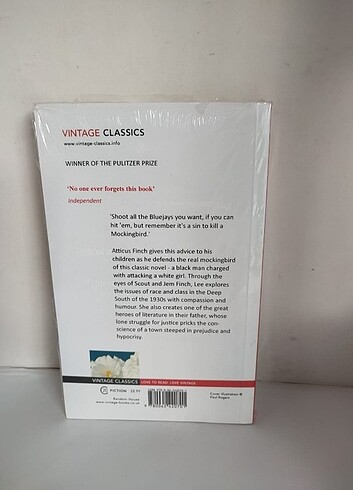 VINTAGE CLASSICS
www.vintage-classics.info
WINNER OF THE PULITZER PRIZE
'No one ever forgets this book'
Independent
'Shoot all the Bluejays you want, if you can
hit 'em, but remember it's a sin to kill a
Mockingbird.'
Atticus Finch gives this advice to his
children as he defends the real mockingbird
of this classic novel - a black man charged
with attacking a white girl. Through the
eyes of Scout and Jem Finch, Lee explores
the issues of race and class in the Deep
South of the 1930s with compassion and
humour. She also creates one of the great
heroes of literature in their father, whose
lone struggle for justice pricks the con-
science of a town steeped in prejudice and
hypocrisy.
VINTAGE CLASSICS LOVE TO READ LOVE VINTAGE
FICTION
Random House
www.vintage-books.co.uk
Cover illustration ©
Paul Rogers